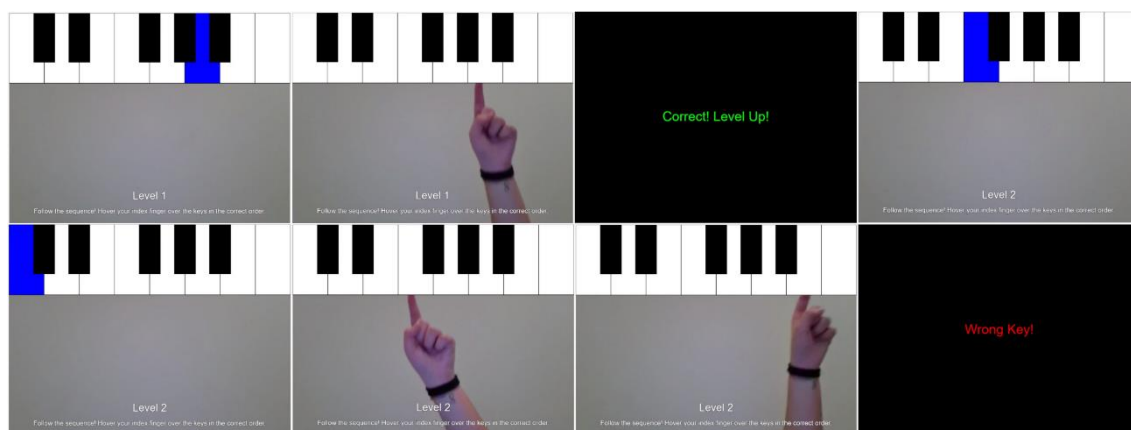 Level 1
Follow the sequence! Hover your index finger over the keys in the correct order.
Level 1
Follow the sequence! Hover your index finger over the keys in the correct order.
Correct! Level Up!
Level 2
Follow the sequence! Hover your index finger over the keys in the correct order.
Level 2
Follow the sequence! Hover your index finger over the keys in the correct order.
Level 2
Follow the sequence! Hover your index finger over the keys in the correct order.
Level 2
Follow the sequence! Hover your index finger over the keys in the correct order.
Wrong Key!